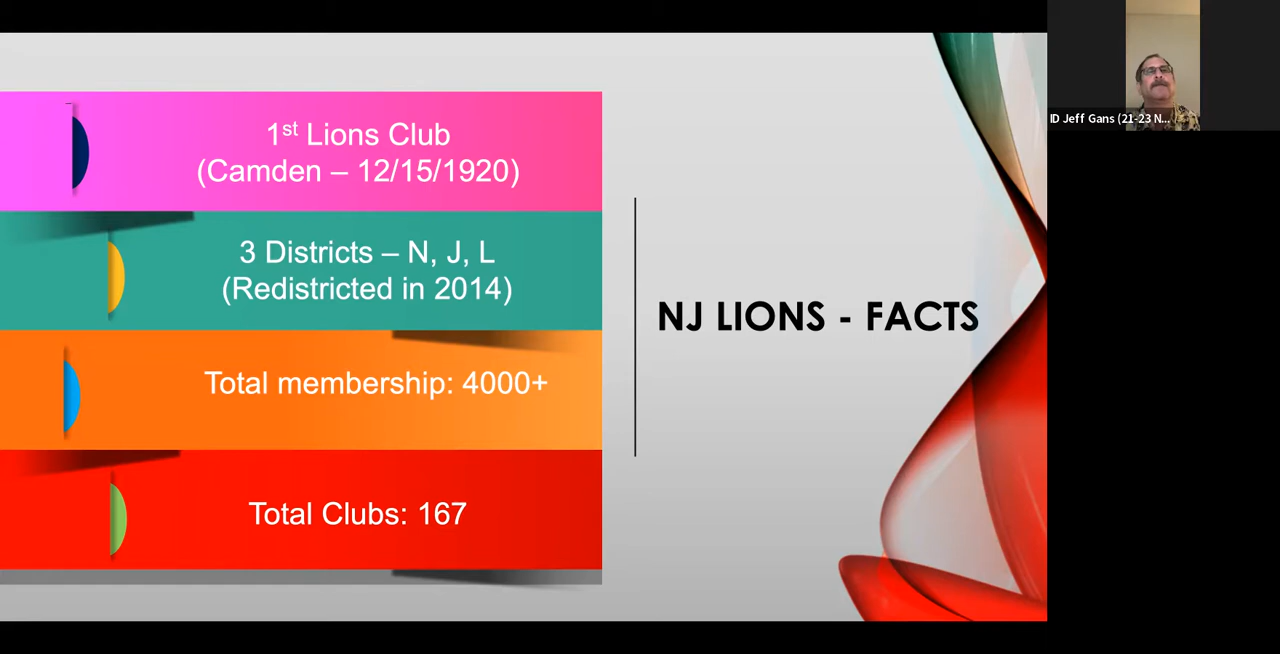 1st Lions Club
(Camden – 12/15/1920)
3 Districts – N, J, L
(Redistricted in 2014)
Total membership: 4000+
Total Clubs: 167
NJ LIONS - FACTS
ID Jeff Gans (21-23 N...